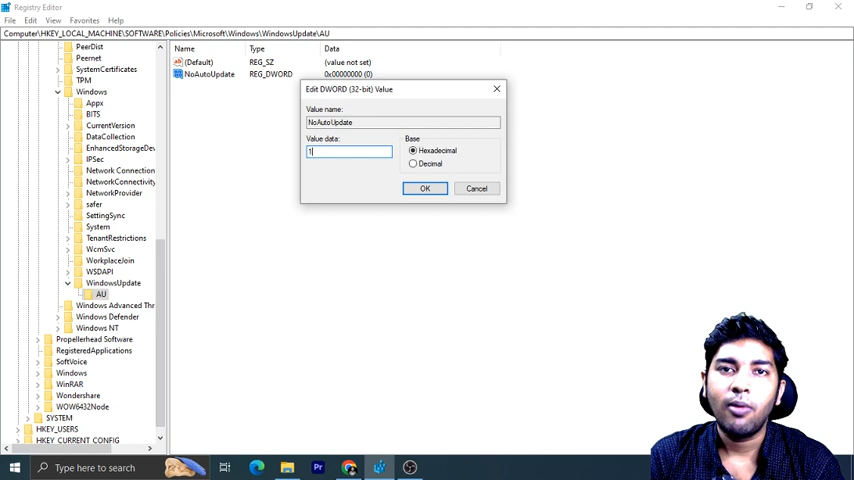 Registry Editor
File Edit View Favorites Help
Computer\HKEY_LOCAL_MACHINE\SOFTWARE\Policies\Microsoft\Windows\WindowsUpdate\AU
PeerDist
Peernet
SystemCertificates
TPM
Windows
Appx
BITS
CurrentVersion
DataCollection
EnhancedStorageDev
IPSec
Network Connection
NetworkConnectivity
NetworkProvider
safer
SettingSync
System
TenantRestrictions
WcmSvc
WorkplaceJoin
WSDAPI
WindowsUpdate
AU
Windows Advanced Thr
Windows Defender
Windows NT
Piperlerhead Software
RegisteredApplications
SoftVoice
Windows
WinRAR
Wondershare
WOW6432Node
SYSTEM
HKEY_USERS
HKEY_CURRENT_CONFIG
Name Type Data
ab (Default) REG_SZ (value not set)
NoAutoUpdate REG_DWORD 0x00000000 (0)
Edit DWORD (32-bit) Value
Value name:
NoAutoUpdate
Value data:
1
Base
Hexadecimal
Decimal
OK Cancel
Type here to search
Pr